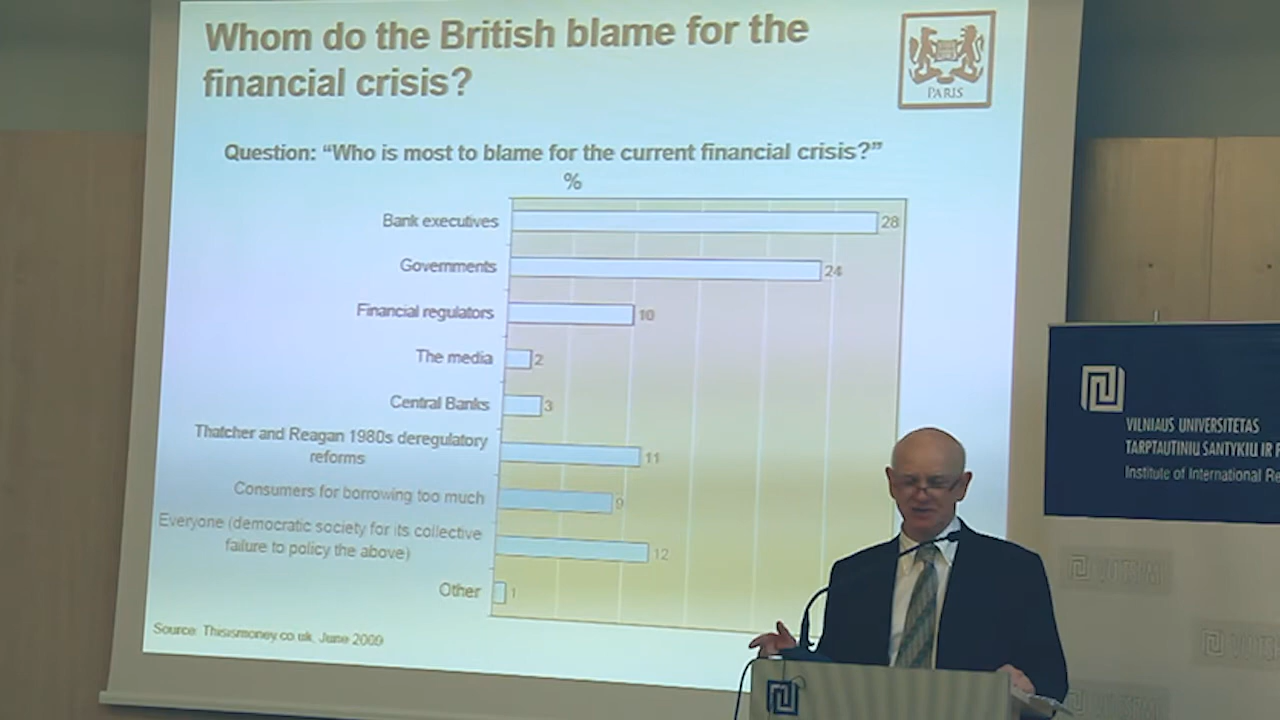 Whom do the British blame for the
financial crisis?
PARIS
Question: “Who is most to blame for the current financial crisis?”
%
Bank executives
28
Governments
24
Financial regulators
10
The media
2
Central Banks
3
Thatcher and Reagan 1980s deregulatory
reforms
11
Consumers for borrowing too much
9
Everyone (democratic society for its collective
failure to policy the above)
12
Other
1
Source: Thisismoney.co.uk, June 2009
VILNIAUS UNIVERSITETAS
TARPTAUTINIŲ SANTYKIŲ IR
Institute of International